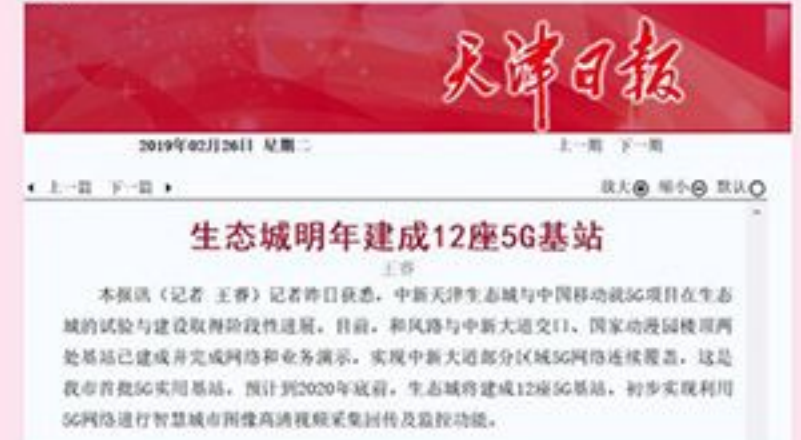 天津日报
2019年02月26日 星期二
上一期 下一期
上一篇 下一篇
放大 缩小 默认
生态城明年建成12座5G基站
王睿
本报讯（记者 王睿）记者昨日获悉，中新天津生态城与中国移动就5G项目在生态
城的试验与建设取得阶段性进展。目前，和风路与中新大道交口、国家动漫园楼顶两
处基站已建成并完成网络和业务演示，实现中新大道部分区域5G网络连续覆盖，这是
我市首批5G实用基站。预计到2020年底前，生态城将建成12座5G基站，初步实现利用
5G网络进行智慧城市图像高清视频采集回传及监控功能。